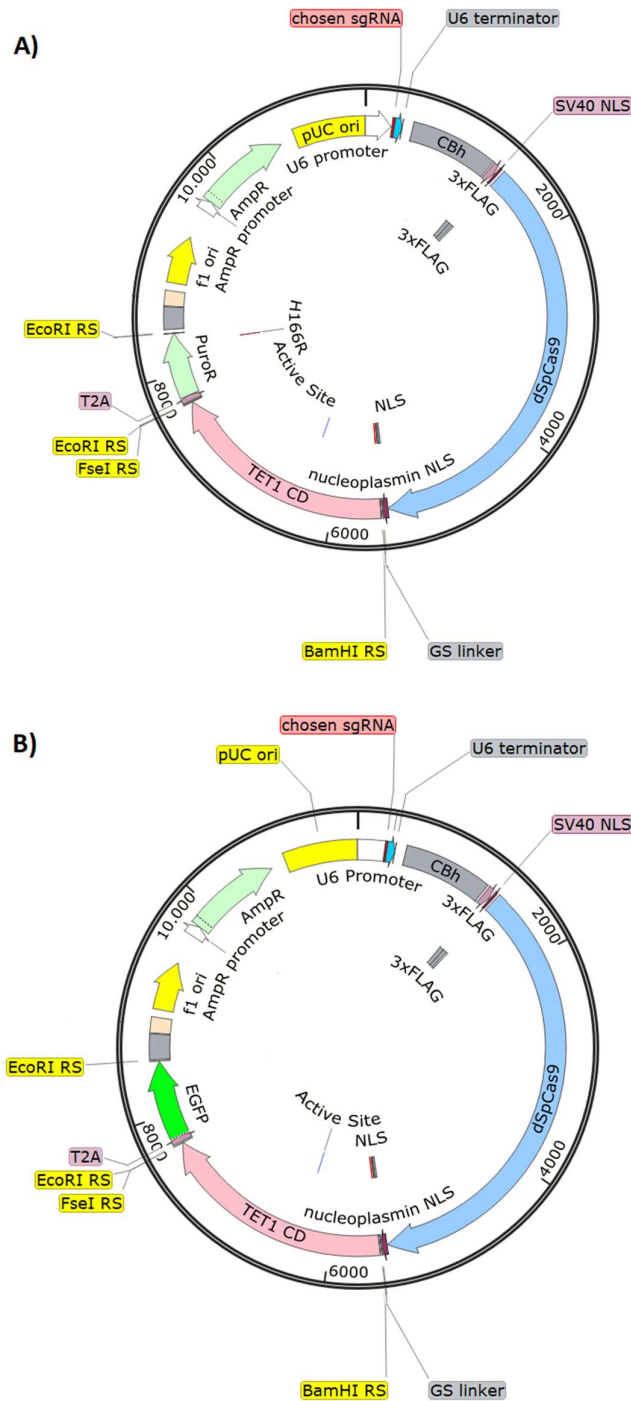 A)
chosen sgRNA
U6 terminator
SV40 NLS
pUC ori
U6 promoter
CBh
3xFLAG
3xFLAG
2000
10.000
AmpR
AmpR promoter
f1 ori
EcoRI RS
PuroR
H166R
Active Site
dSpCas9
T2A
8000
NLS
4000
EcoRI RS
FseI RS
TET1 CD
nucleoplasmin NLS
6000
BamHI RS
GS linker
B)
chosen sgRNA
pUC ori
U6 terminator
SV40 NLS
U6 Promoter
CBh
3xFLAG
3xFLAG
2000
10.000
AmpR
AmpR promoter
f1 ori
EcoRI RS
EGFP
Active Site
dSpCas9
T2A
8000
NLS
4000
EcoRI RS
FseI RS
TET1 CD
nucleoplasmin NLS
6000
BamHI RS
GS linker